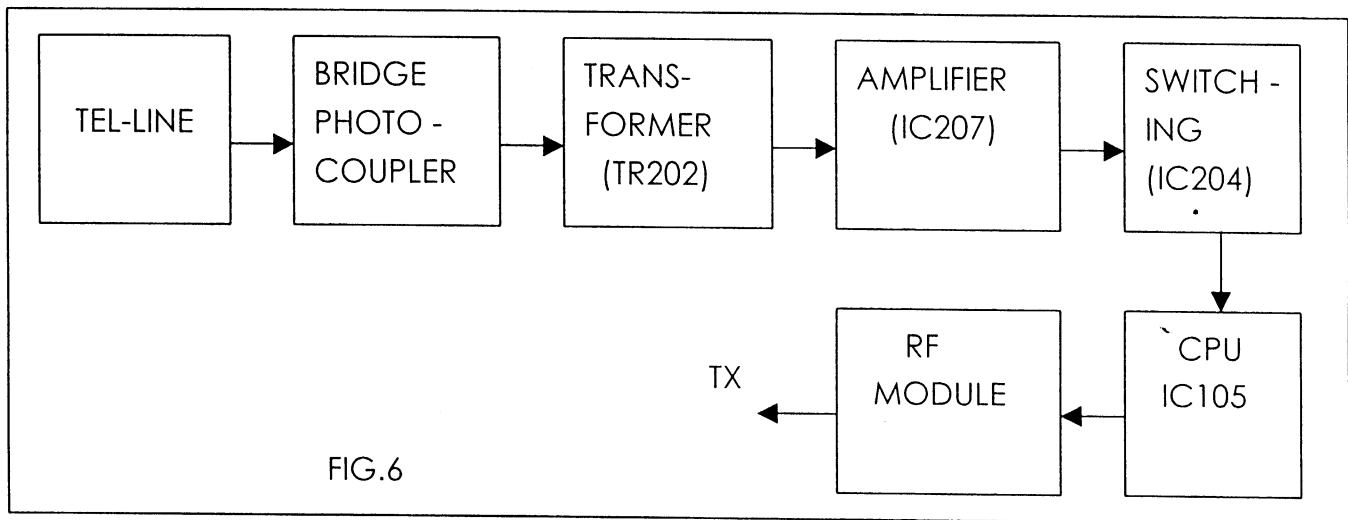 TEL-LINE
BRIDGE
PHOTO -
COUPLER
TRANS-
FORMER
(TR202)
AMPLIFIER
(IC207)
SWITCH -
ING
(IC204)
CPU
IC105
RF
MODULE
TX
FIG.6